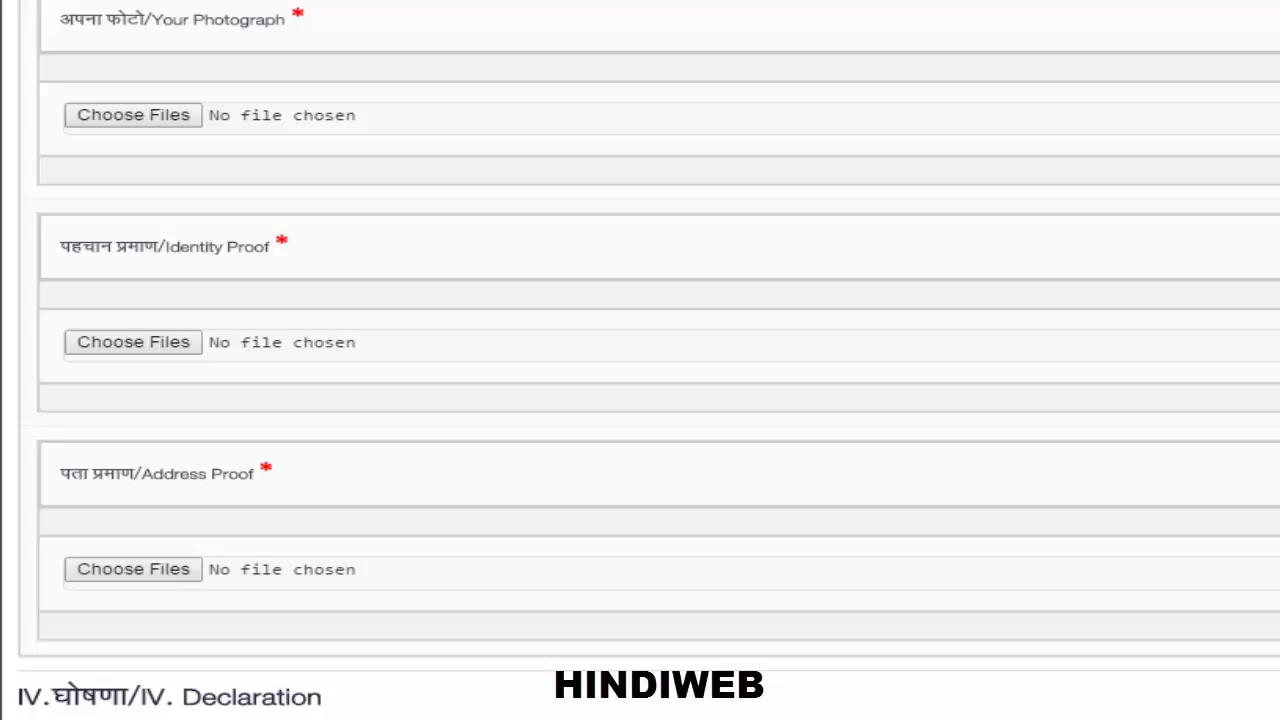 अपना फोटो/Your Photograph *
Choose Files No file chosen
पहचान प्रमाण/Identity Proof *
Choose Files No file chosen
पता प्रमाण/Address Proof *
Choose Files No file chosen
IV.घोषणा/IV. Declaration
HINDIWEB